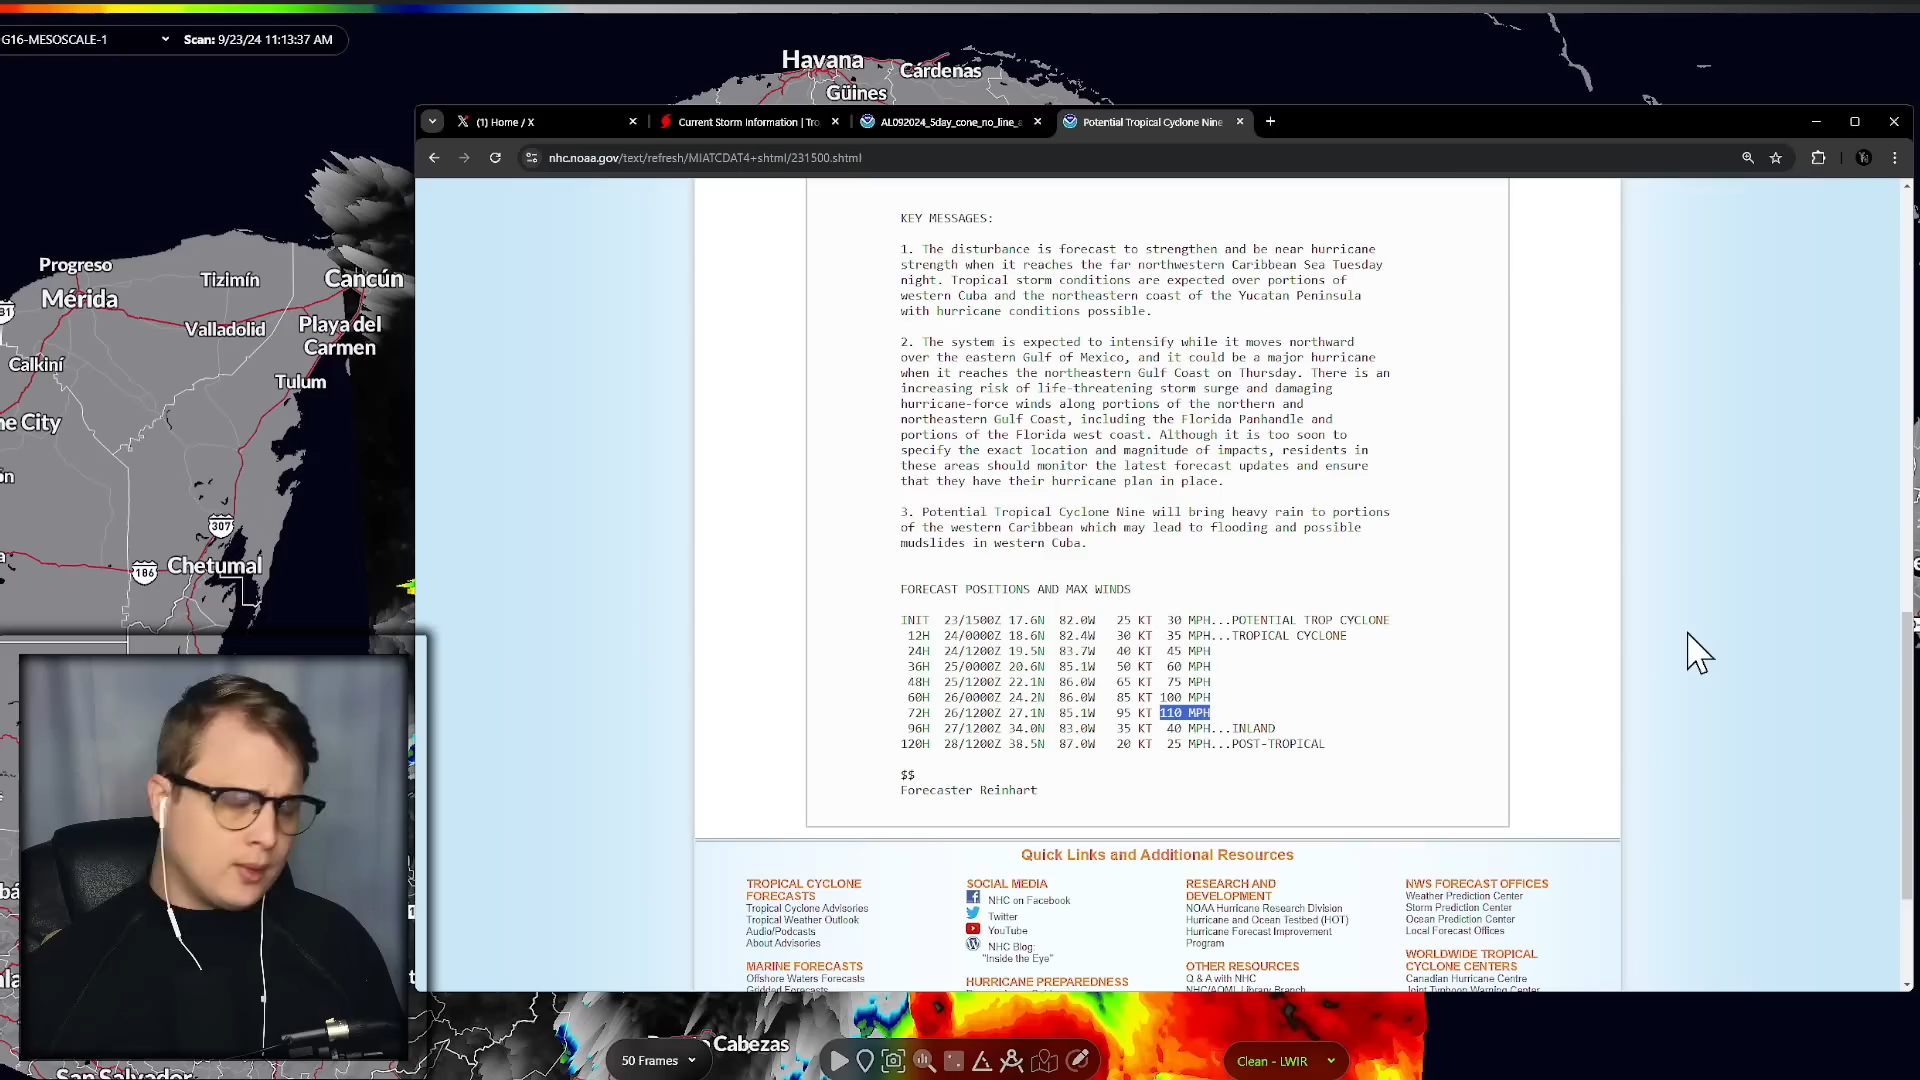 G16-MESOSCALE-1
Scan: 9/23/24 11:13:37 AM
Havana
Cárdenas
Güines
(1) Home / X
Current Storm Information | Tro
AL092024_5day_cone_no_line_a
Potential Tropical Cyclone Nine
nhc.noaa.gov/text/refresh/MIATCDAT4+shtml/231500.shtml
Progreso
Mérida
Tizimín
Cancún
Valladolid
Playa del
Carmen
Calkiní
Tulum
ne City
307
186
Chetumal
KEY MESSAGES:
1. The disturbance is forecast to strengthen and be near hurricane
strength when it reaches the far northwestern Caribbean Sea Tuesday
night. Tropical storm conditions are expected over portions of
western Cuba and the northeastern coast of the Yucatan Peninsula
with hurricane conditions possible.
2. The system is expected to intensify while it moves northward
over the eastern Gulf of Mexico, and it could be a major hurricane
when it reaches the northeastern Gulf Coast on Thursday. There is an
increasing risk of life-threatening storm surge and damaging
hurricane-force winds along portions of the northern and
northeastern Gulf Coast, including the Florida Panhandle and
portions of the Florida west coast. Although it is too soon to
specify the exact location and magnitude of impacts, residents in
these areas should monitor the latest forecast updates and ensure
that they have their hurricane plan in place.
3. Potential Tropical Cyclone Nine will bring heavy rain to portions
of the western Caribbean which may lead to flooding and possible
mudslides in western Cuba.
FORECAST POSITIONS AND MAX WINDS
INIT 23/1500Z 17.6N 82.0W 25 KT 30 MPH...POTENTIAL TROP CYCLONE
12H 24/0000Z 18.6N 82.4W 30 KT 35 MPH...TROPICAL CYCLONE
24H 24/1200Z 19.5N 83.7W 40 KT 45 MPH
36H 25/0000Z 20.6N 85.1W 50 KT 60 MPH
48H 25/1200Z 22.1N 86.0W 65 KT 75 MPH
60H 26/0000Z 24.2N 86.0W 85 KT 100 MPH
72H 26/1200Z 27.1N 85.1W 95 KT 110 MPH
96H 27/1200Z 34.0N 83.0W 35 KT 40 MPH...INLAND
120H 28/1200Z 38.5N 87.0W 20 KT 25 MPH...POST-TROPICAL
$$
Forecaster Reinhart
Quick Links and Additional Resources
TROPICAL CYCLONE
FORECASTS
Tropical Cyclone Advisories
Tropical Weather Outlook
Audio/Podcasts
About Advisories
MARINE FORECASTS
Offshore Waters Forecasts
Gridded Forecasts
SOCIAL MEDIA
NHC on Facebook
Twitter
YouTube
NHC Blog:
"Inside the Eye"
HURRICANE PREPAREDNESS
RESEARCH AND
DEVELOPMENT
NOAA Hurricane Research Division
Hurricane and Ocean Testbed (HOT)
Hurricane Forecast Improvement
Program
OTHER RESOURCES
Q & A with NHC
NHC/AOML Library Branch
NWS FORECAST OFFICES
Weather Prediction Center
Storm Prediction Center
Ocean Prediction Center
Local Forecast Offices
WORLDWIDE TROPICAL
CYCLONE CENTERS
Canadian Hurricane Centre
Joint Typhoon Warning Center
Cabezas
50 Frames
Clean - LWIR
San Salvador